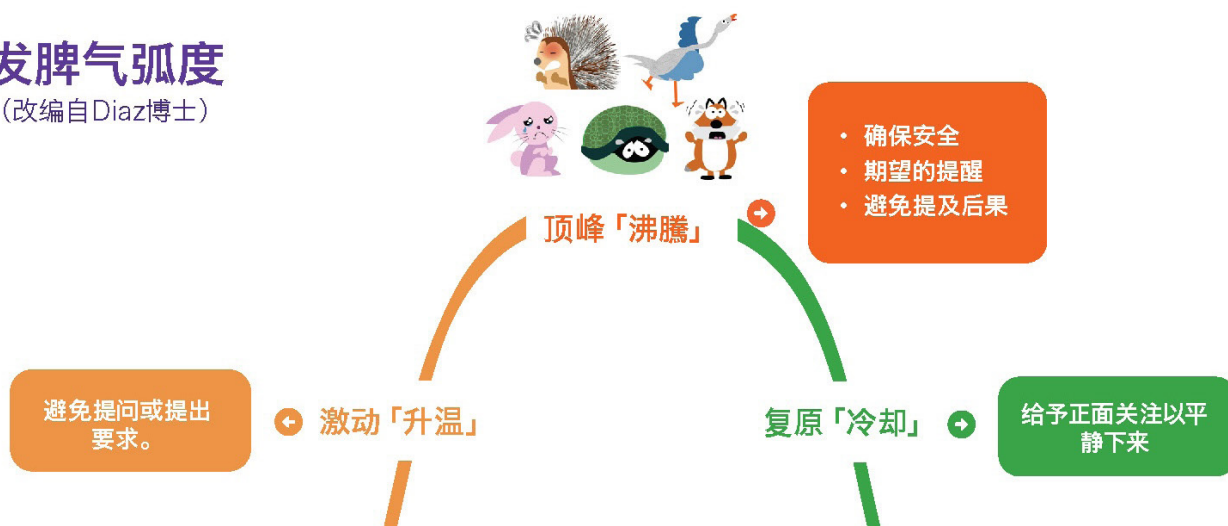 发脾气弧度
（改编自Diaz博士）
• 确保安全
• 期望的提醒
• 避免提及后果
顶峰「沸騰」
避免提问或提出
要求。
激动「升温」
复原「冷却」
给予正面关注以平
静下来